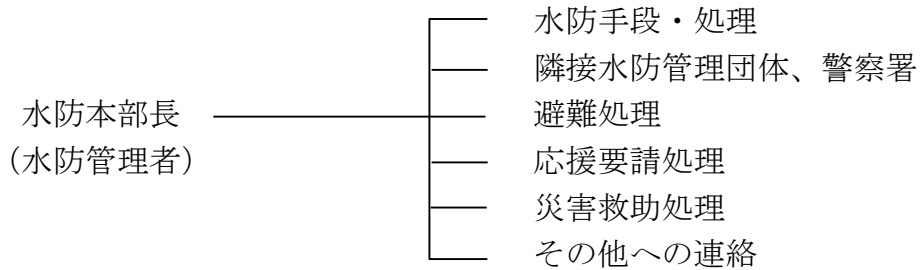 水防手段・処理
隣接水防管理団体、警察署
水防本部長
(水防管理者)
避難処理
応援要請処理
災害救助処理
その他への連絡